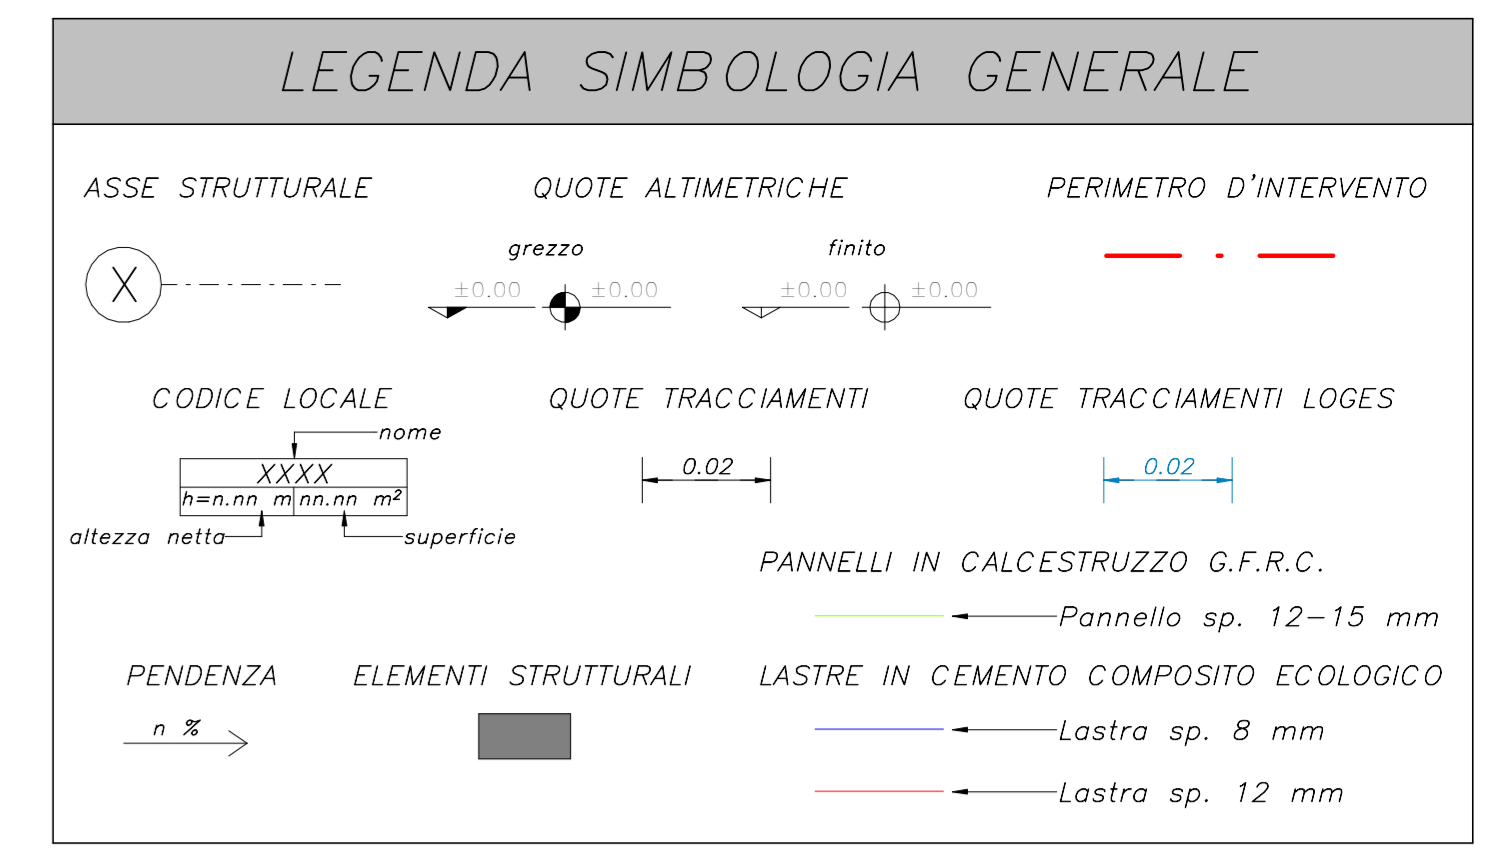 LEGENDA SIMBOLOGIA GENERALE
ASSE STRUTTURALE
X
QUOTE ALTIMETRICHE
grezzo
±0.00 ±0.00
finito
±0.00 ±0.00
PERIMETRO D'INTERVENTO
CODICE LOCALE
nome
XXXX
h=n.nn m nn.nn m²
altezza netta
superficie
QUOTE TRACCIAMENTI
0.02
QUOTE TRACCIAMENTI LOGES
0.02
PANNELLI IN CALCESTRUZZO G.F.R.C.
Pannello sp. 12-15 mm
PENDENZA
n %
ELEMENTI STRUTTURALI
LASTRE IN CEMENTO COMPOSITO ECOLOGICO
Lastra sp. 8 mm
Lastra sp. 12 mm